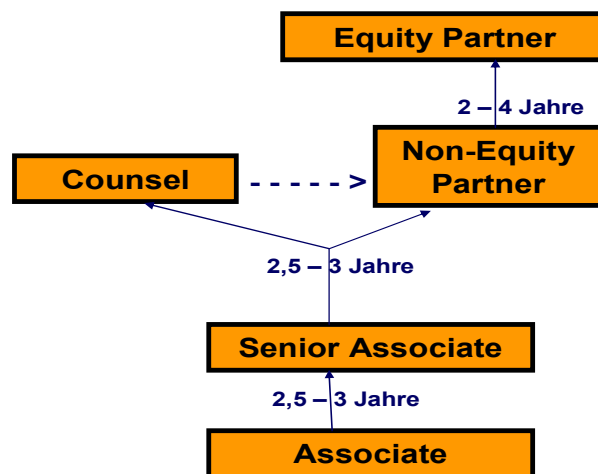 Equity Partner
2 – 4 Jahre
Non-Equity
Partner
Counsel
- - - - - >
2,5 – 3 Jahre
Senior Associate
2,5 – 3 Jahre
Associate